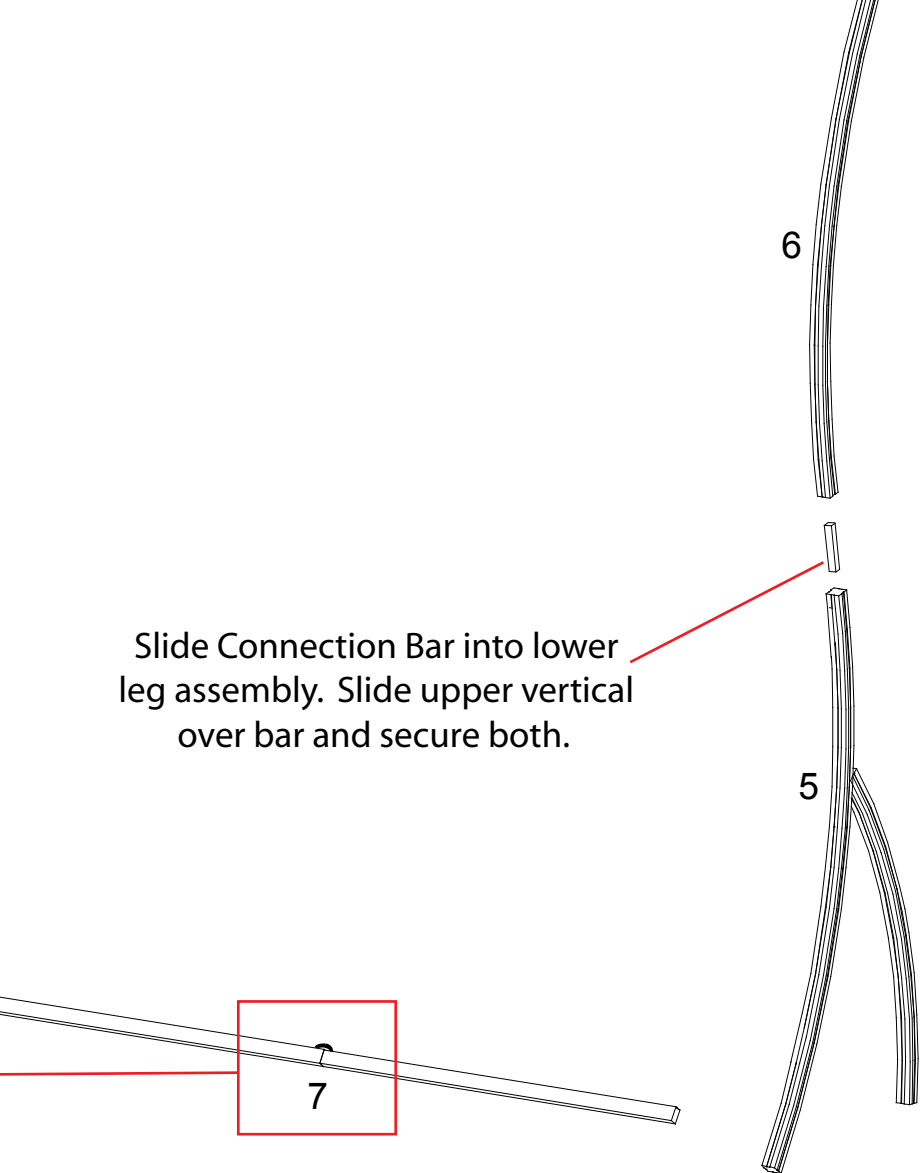 6
Slide Connection Bar into lower
leg assembly.  Slide upper vertical
over bar and secure both.
5
7